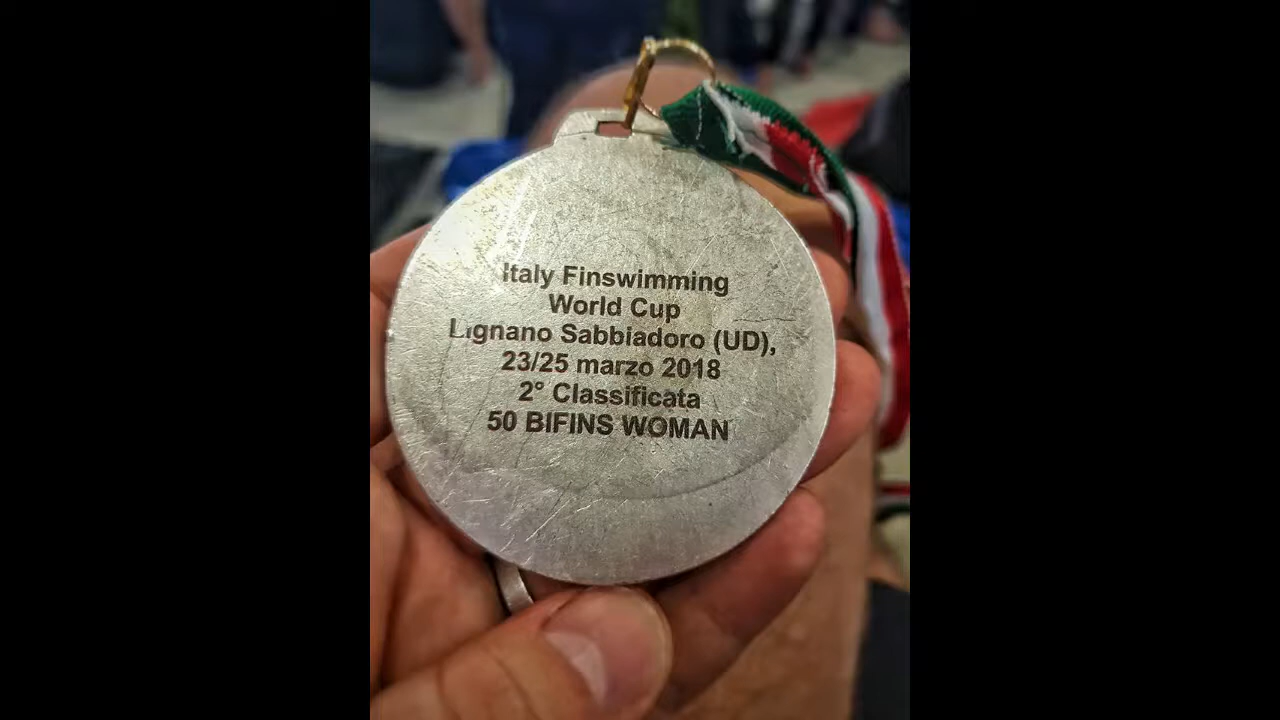 Italy Finswimming
World Cup
Lignano Sabbiadoro (UD),
23/25 marzo 2018
2° Classificata
50 BIFINS WOMAN